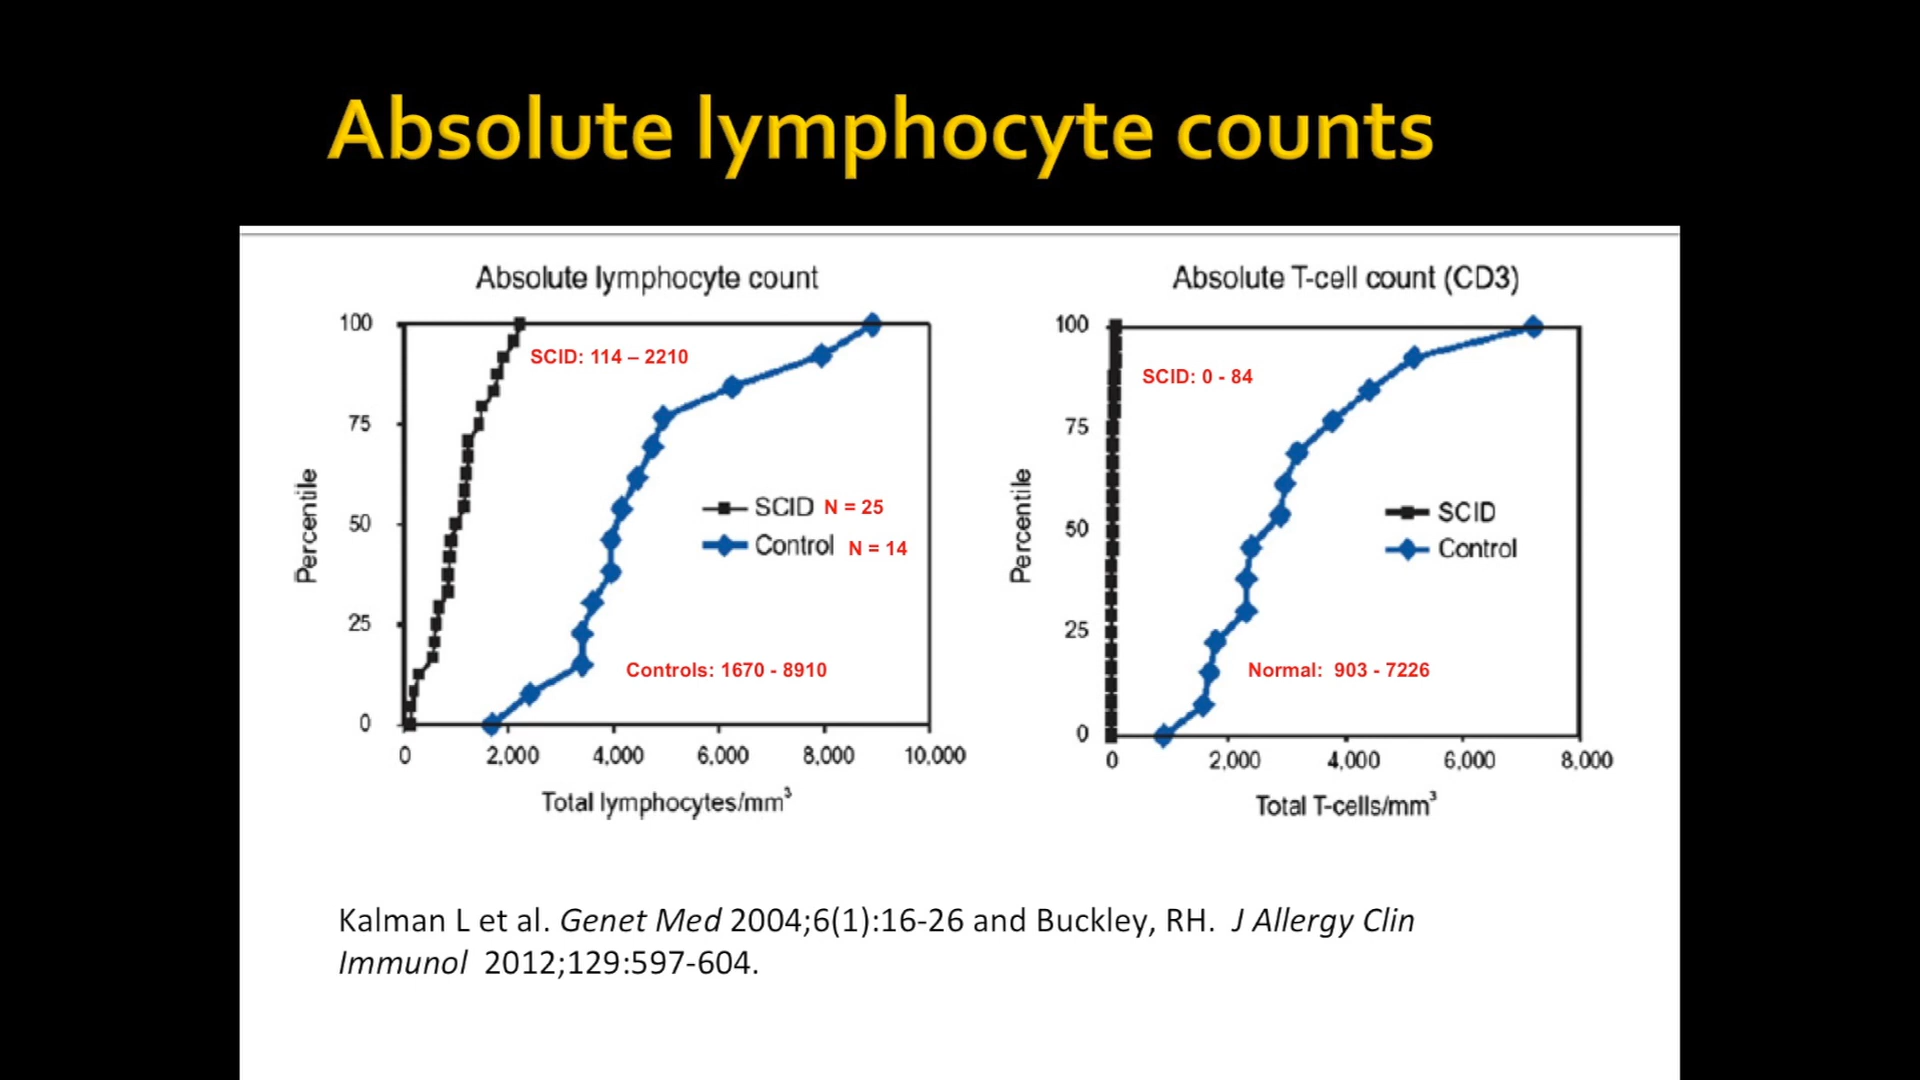 Absolute lymphocyte counts
Absolute lymphocyte count
100
75
50
25
0
Percentile
SCID: 114 – 2210
SCID N = 25
Control N = 14
Controls: 1670 - 8910
0 2,000 4,000 6,000 8,000 10,000
Total lymphocytes/mm³
Absolute T-cell count (CD3)
100
75
50
25
0
Percentile
SCID: 0 - 84
SCID
Control
Normal: 903 - 7226
0 2,000 4,000 6,000 8,000
Total T-cells/mm³
Kalman L et al. Genet Med 2004;6(1):16-26 and Buckley, RH. J Allergy Clin
Immunol 2012;129:597-604.